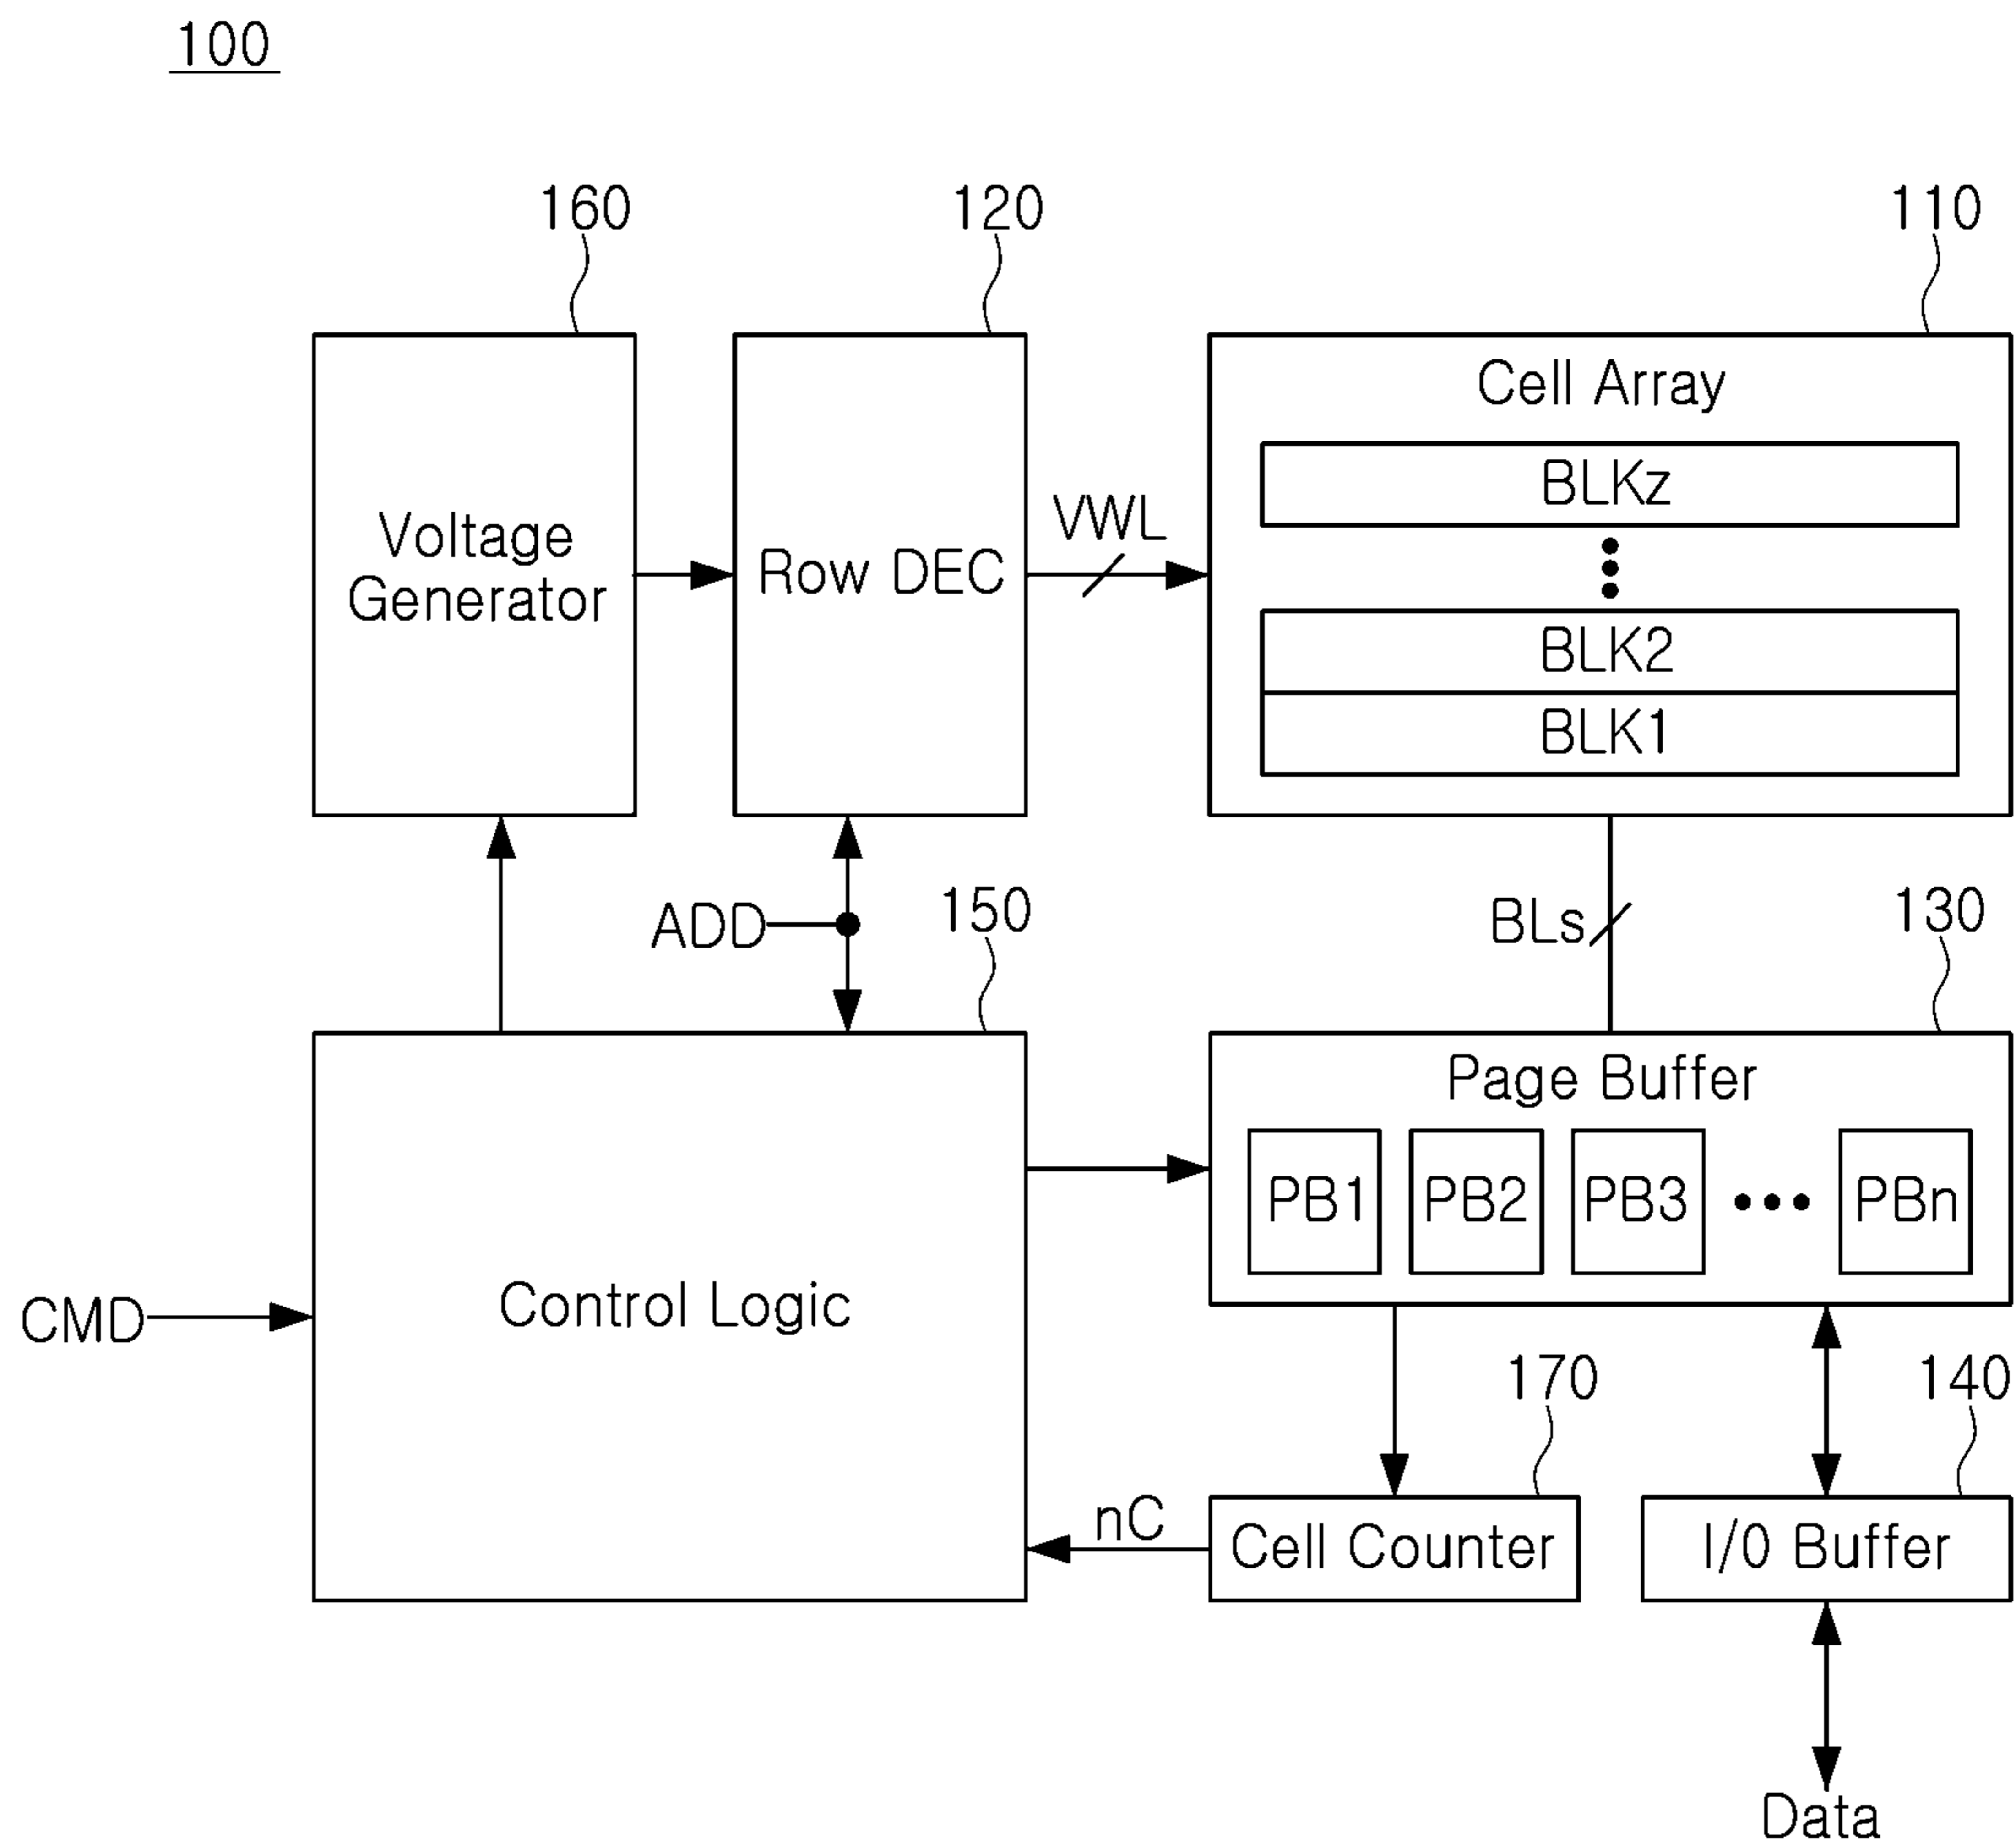 100
160
120
110
Voltage
Generator
Row DEC
VWL
Cell Array
BLKz
BLK2
BLK1
ADD
150
BLs
130
Control Logic
CMD
Page Buffer
PB1 PB2 PB3 ••• PBn
170
140
nC
Cell Counter
I/0 Buffer
Data